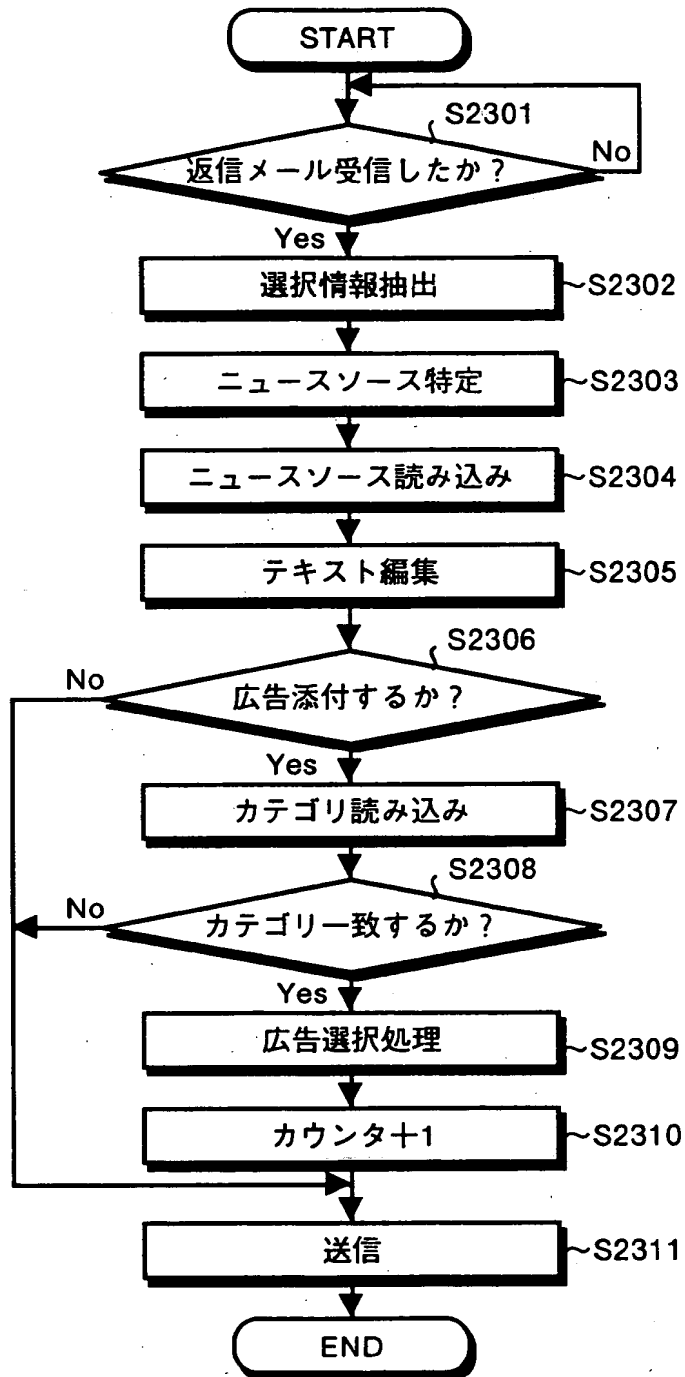 START
S2301
返信メール受信したか？
No
Yes
選択情報抽出
~S2302
ニュースソース特定
~S2303
ニュースソース読み込み
~S2304
テキスト編集
~S2305
S2306
No
広告添付するか？
Yes
カテゴリ読み込み
~S2307
S2308
No
カテゴリ一致するか？
Yes
広告選択処理
~S2309
カウンタ＋1
~S2310
送信
~S2311
END